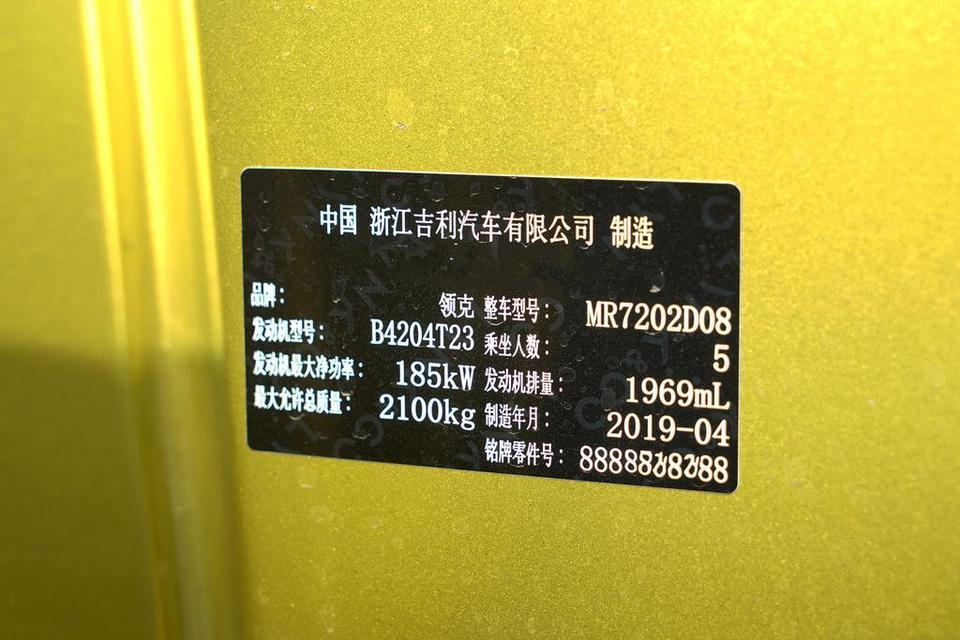 中国 浙江吉利汽车有限公司 制造
品牌： 领克
发动机型号： B4204T23
发动机最大净功率： 185kW
最大允许总质量： 2100kg
整车型号： MR7202D08
乘坐人数： 5
发动机排量： 1969mL
制造年月： 2019-04
铭牌零件号：